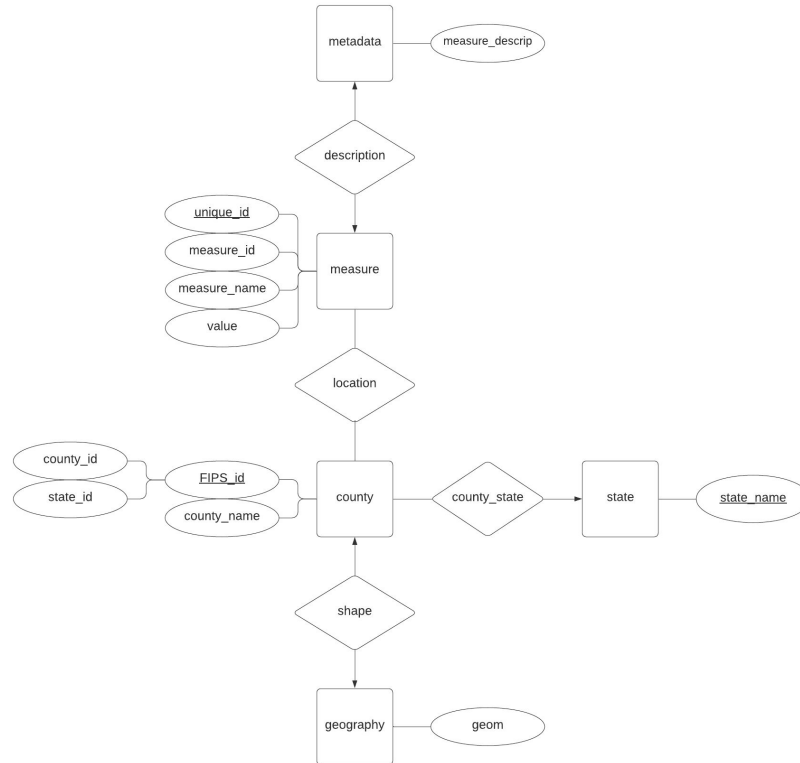 metadata
measure_descrip
description
unique_id
measure_id
measure_name
value
measure
location
county_id
state_id
FIPS_id
county_name
county
county_state
state
state_name
shape
geography
geom